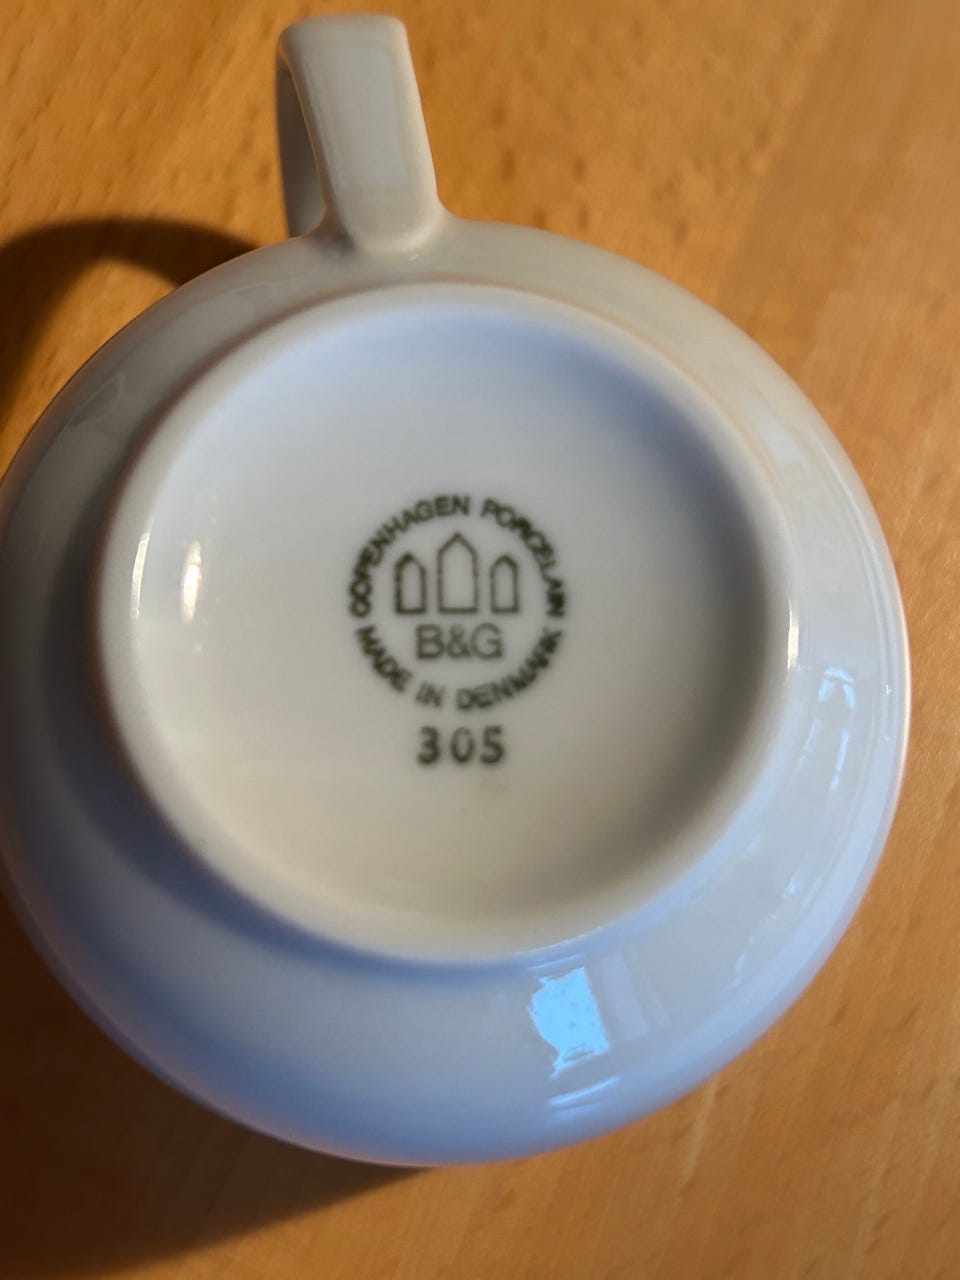 COPENHAGEN PORCELAIN
B&G
MADE IN DENMARK
305